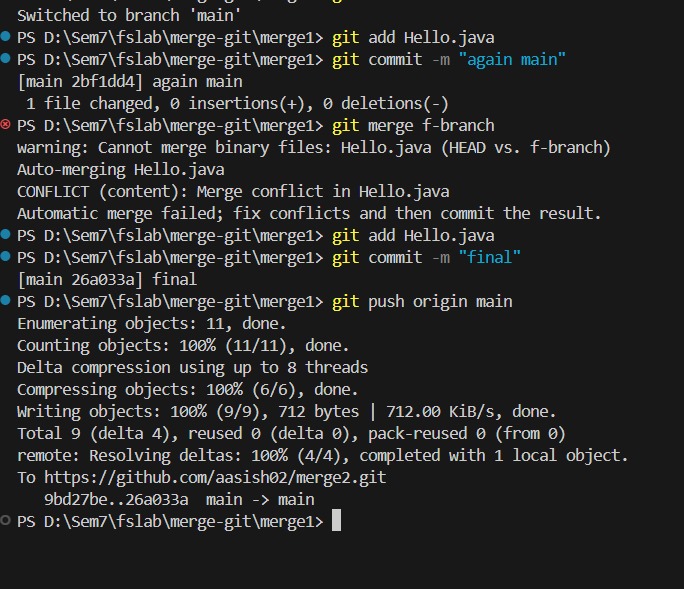 Switched to branch 'main'
PS D:\Sem7\fslab\merge-git\merge1> git add Hello.java
PS D:\Sem7\fslab\merge-git\merge1> git commit -m "again main"
[main 2bf1dd4] again main
 1 file changed, 0 insertions(+), 0 deletions(-)
PS D:\Sem7\fslab\merge-git\merge1> git merge f-branch
warning: Cannot merge binary files: Hello.java (HEAD vs. f-branch)
Auto-merging Hello.java
CONFLICT (content): Merge conflict in Hello.java
Automatic merge failed; fix conflicts and then commit the result.
PS D:\Sem7\fslab\merge-git\merge1> git add Hello.java
PS D:\Sem7\fslab\merge-git\merge1> git commit -m "final"
[main 26a033a] final
PS D:\Sem7\fslab\merge-git\merge1> git push origin main
Enumerating objects: 11, done.
Counting objects: 100% (11/11), done.
Delta compression using up to 8 threads
Compressing objects: 100% (6/6), done.
Writing objects: 100% (9/9), 712 bytes | 712.00 KiB/s, done.
Total 9 (delta 4), reused 0 (delta 0), pack-reused 0 (from 0)
remote: Resolving deltas: 100% (4/4), completed with 1 local object.
To https://github.com/aasish02/merge2.git
   9bd27be..26a033a  main -> main
PS D:\Sem7\fslab\merge-git\merge1>